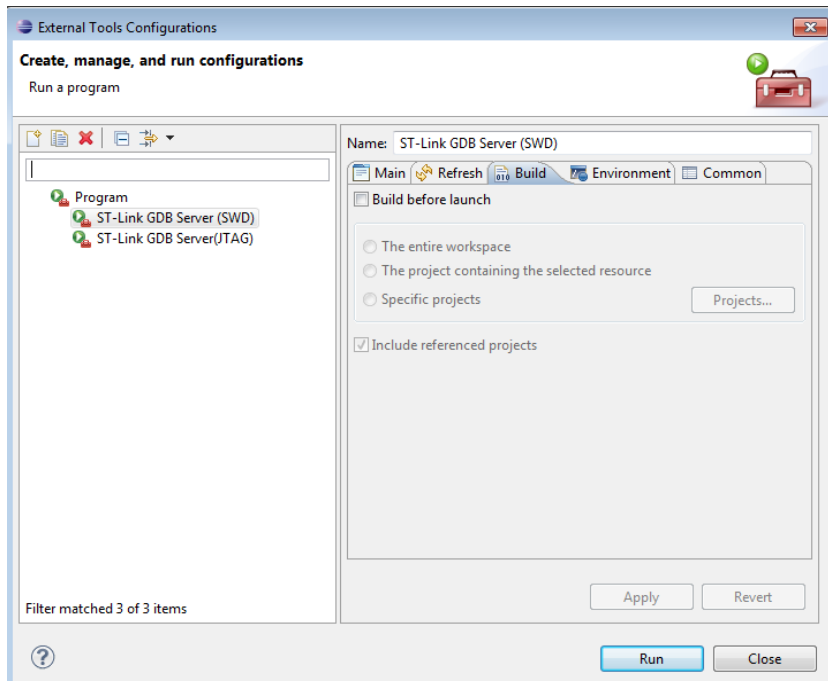 External Tools Configurations
Create, manage, and run configurations
Run a program
Name: ST-Link GDB Server (SWD)
Main Refresh Build Environment Common
Program
ST-Link GDB Server (SWD)
ST-Link GDB Server(JTAG)
Build before launch
The entire workspace
The project containing the selected resource
Specific projects Projects...
Include referenced projects
Filter matched 3 of 3 items
Apply Revert
? Run Close